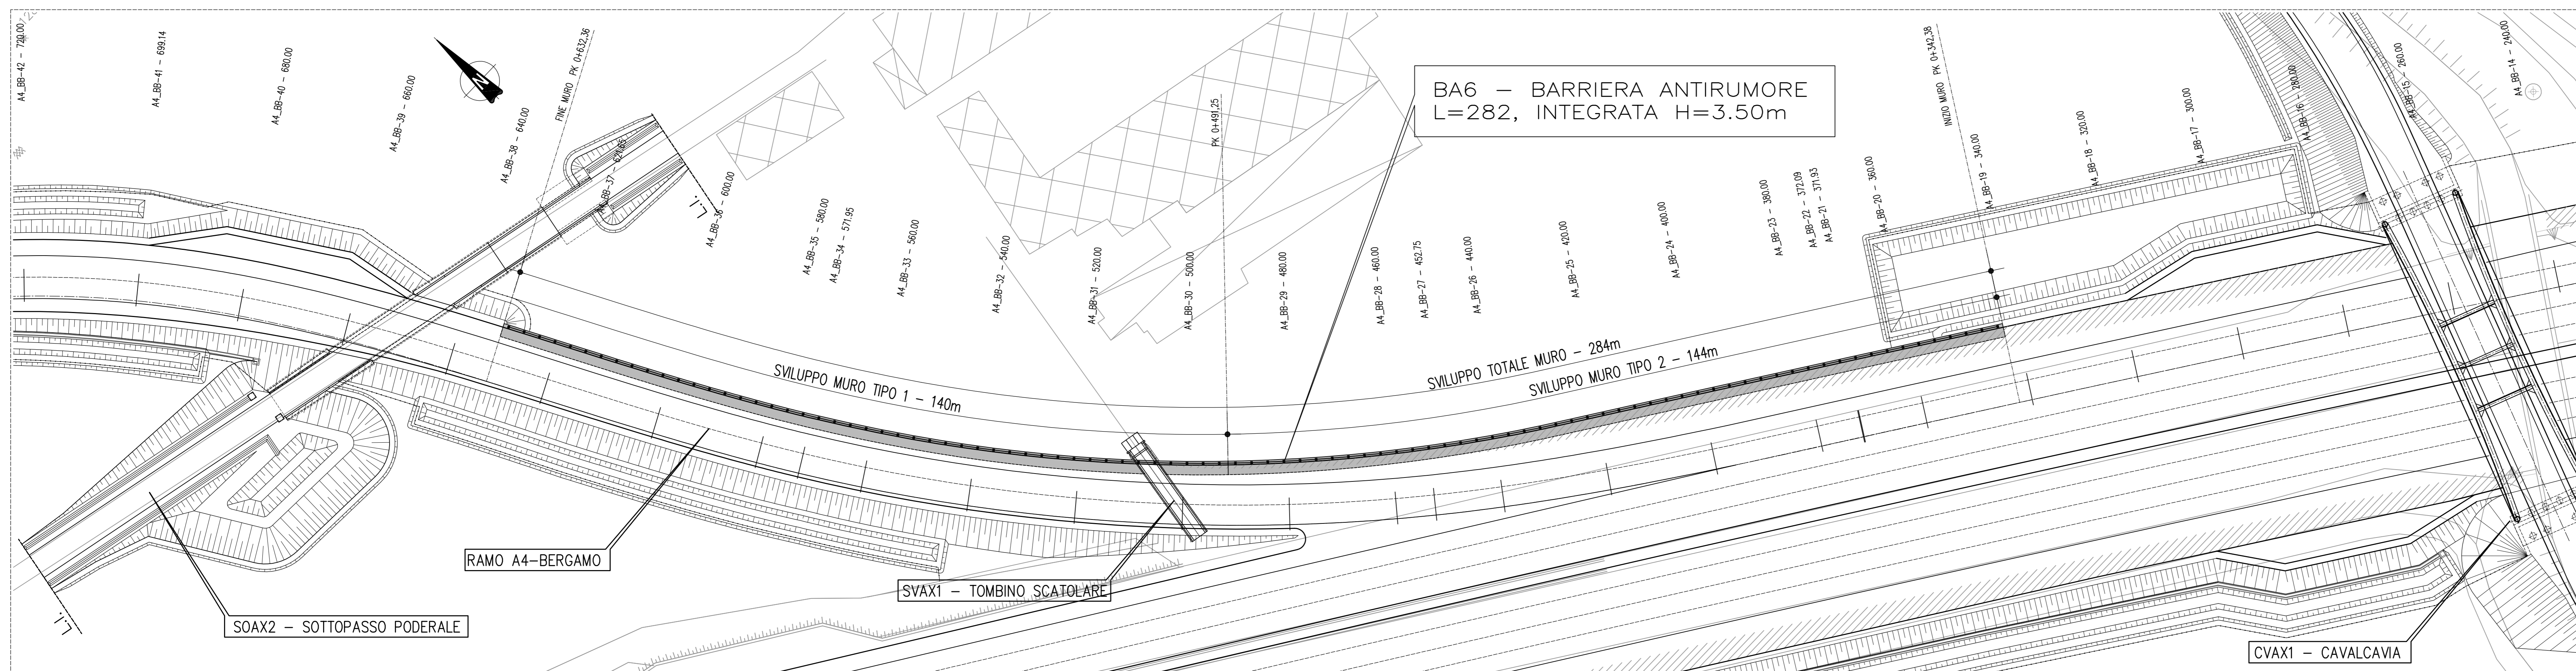 A4_BB-42 - 720.00
A4_BB-41 - 699.14
A4_BB-40 - 680.00
A4_BB-39 - 660.00
A4_BB-38 - 640.00
FINE MURO PK 0+632,36
N
A4_BB-37 - 621.65
L.I.
A4_BB-36 - 600.00
A4_BB-35 - 580.00
A4_BB-34 - 571.95
A4_BB-33 - 560.00
A4_BB-32 - 540.00
A4_BB-31 - 520.00
A4_BB-30 - 500.00
PK 0+491,25
A4_BB-29 - 480.00
A4_BB-28 - 460.00
A4_BB-27 - 452.75
A4_BB-26 - 440.00
A4_BB-25 - 420.00
A4_BB-24 - 400.00
A4_BB-23 - 380.00
A4_BB-22 - 372.09
A4_BB-21 - 371.93
A4_BB-20 - 360.00
INIZIO MURO PK 0+342,38
A4_BB-19 - 340.00
A4_BB-18 - 320.00
A4_BB-17 - 300.00
A4_BB-16 - 280.00
A4_BB-15 - 260.00
A4_BB-14 - 240.00
BA6 – BARRIERA ANTIRUMORE
L=282, INTEGRATA H=3.50m
SVILUPPO MURO TIPO 1 - 140m
SVILUPPO TOTALE MURO - 284m
SVILUPPO MURO TIPO 2 - 144m
RAMO A4-BERGAMO
SVAX1 - TOMBINO SCATOLARE
SOAX2 - SOTTOPASSO PODERALE
L.I.
CVAX1 - CAVALCAVIA